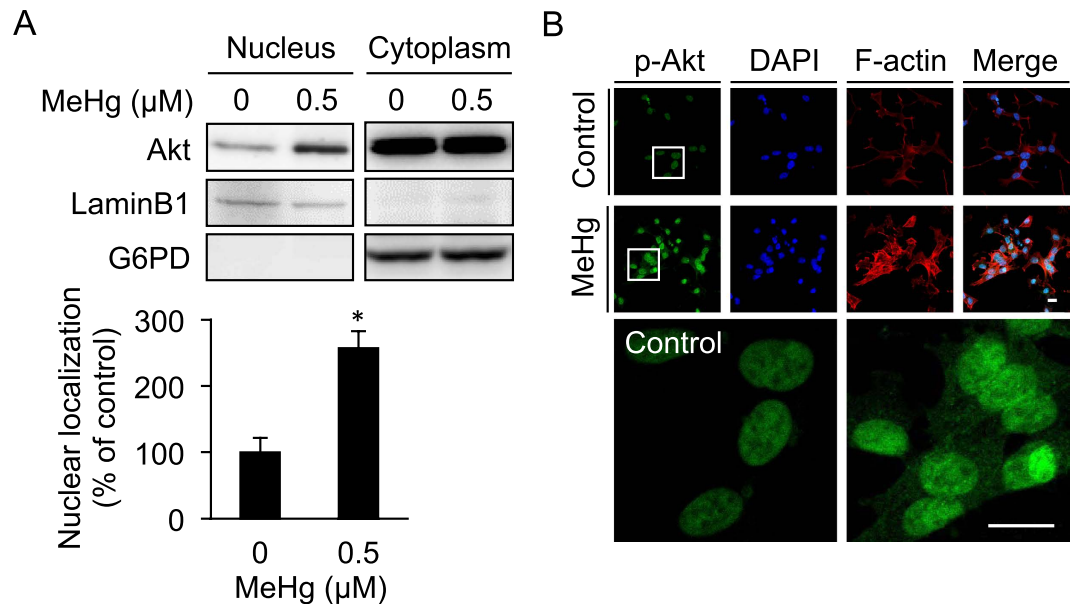 A
Nucleus Cytoplasm
MeHg (µM) 0 0.5 0 0.5
Akt
LaminB1
G6PD
Nuclear localization
(% of control)
300
200
100
0
*
0 0.5
MeHg (µM)
B
p-Akt DAPI F-actin Merge
Control
MeHg
Control